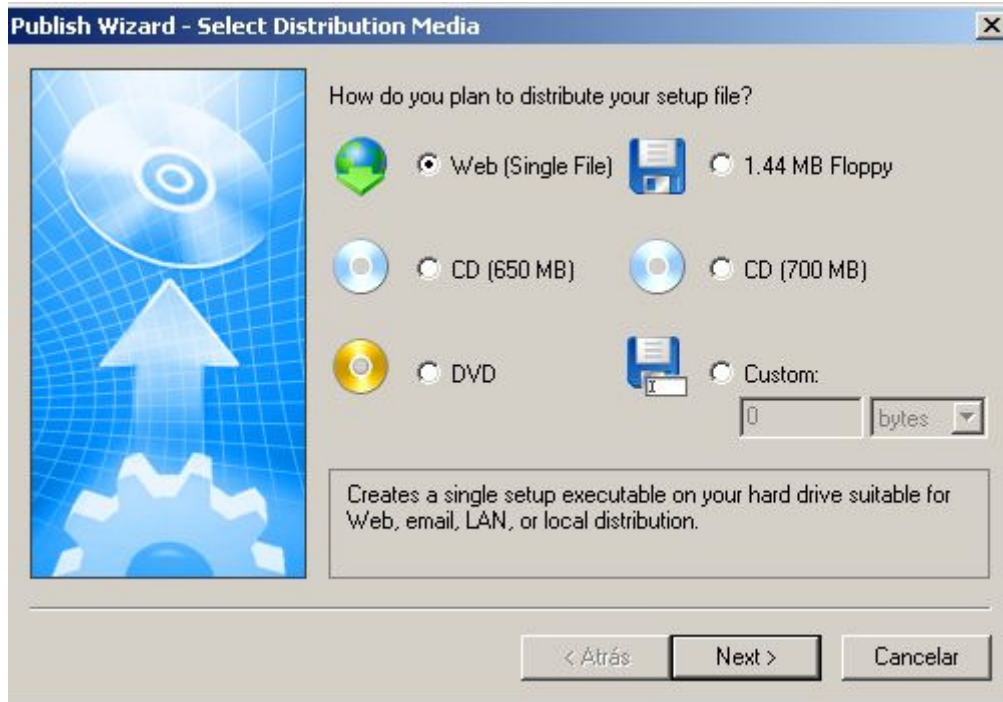 Publish Wizard - Select Distribution Media
How do you plan to distribute your setup file?
Web (Single File)
1.44 MB Floppy
CD (650 MB)
CD (700 MB)
DVD
Custom:
0
bytes
Creates a single setup executable on your hard drive suitable for
Web, email, LAN, or local distribution.
< Atrás
Next >
Cancelar